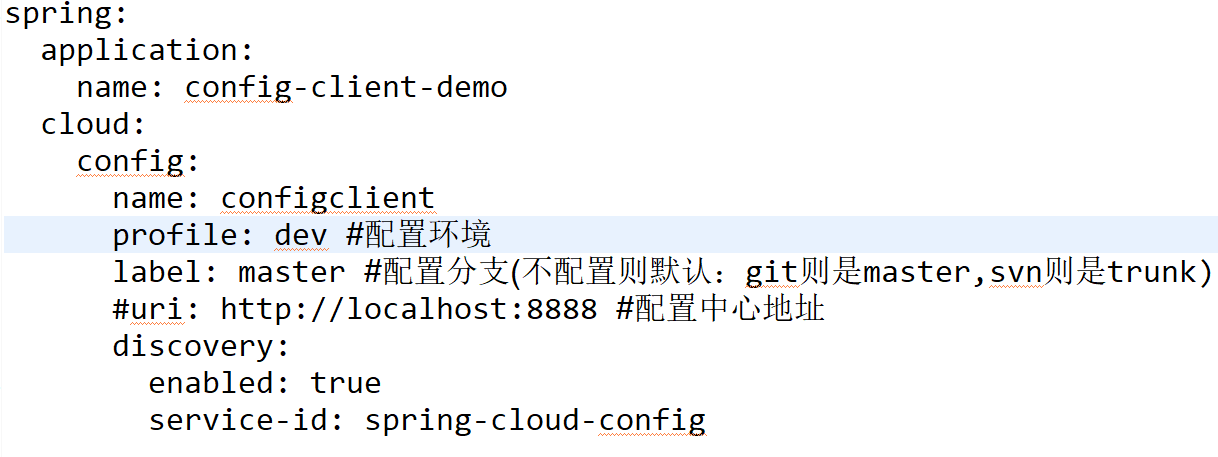 spring:
  application:
    name: config-client-demo
  cloud:
    config:
      name: configclient
      profile: dev #配置环境
      label: master #配置分支(不配置则默认：git则是master,svn则是trunk)
      #uri: http://localhost:8888 #配置中心地址
      discovery:
        enabled: true
        service-id: spring-cloud-config